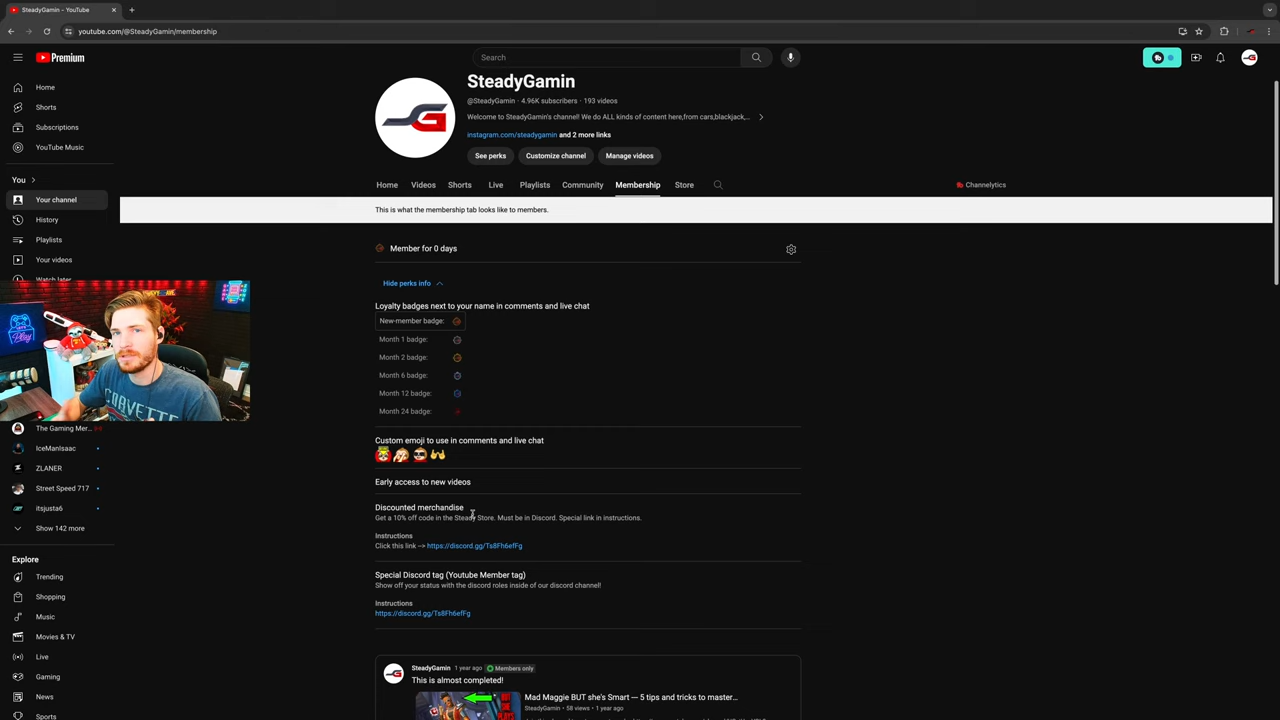 SteadyGamin - YouTube
youtube.com/@SteadyGamin/membership
Premium
Search
Home
Shorts
Subscriptions
YouTube Music
You
Your channel
History
Playlists
Your videos
Watch later
The Gaming Mer...
IceManIsaac
ZLANER
Street Speed 717
itsjusta6
Show 142 more
Explore
Trending
Shopping
Music
Movies & TV
Live
Gaming
News
Sports
SteadyGamin
@SteadyGamin · 4.96K subscribers · 193 videos
Welcome to SteadyGamin's channel! We do ALL kinds of content here,from cars,blackjack,...
instagram.com/steadygamin and 2 more links
See perks Customize channel Manage videos
Home Videos Shorts Live Playlists Community Membership Store Channelytics
This is what the membership tab looks like to members.
Member for 0 days
Hide perks info
Loyalty badges next to your name in comments and live chat
New-member badge:
Month 1 badge:
Month 2 badge:
Month 6 badge:
Month 12 badge:
Month 24 badge:
Custom emoji to use in comments and live chat
Early access to new videos
Discounted merchandise
Get a 10% off code in the Steady Store. Must be in Discord. Special link in instructions.
Instructions
Click this link --> https://discord.gg/Ts8Fh6efFg
Special Discord tag (Youtube Member tag)
Show off your status with the discord roles inside of our discord channel!
Instructions
https://discord.gg/Ts8Fh6efFg
SteadyGamin 1 year ago Members only
This is almost completed!
Mad Maggie BUT she's Smart — 5 tips and tricks to master...
SteadyGamin • 58 views • 1 year ago
CORVETTE